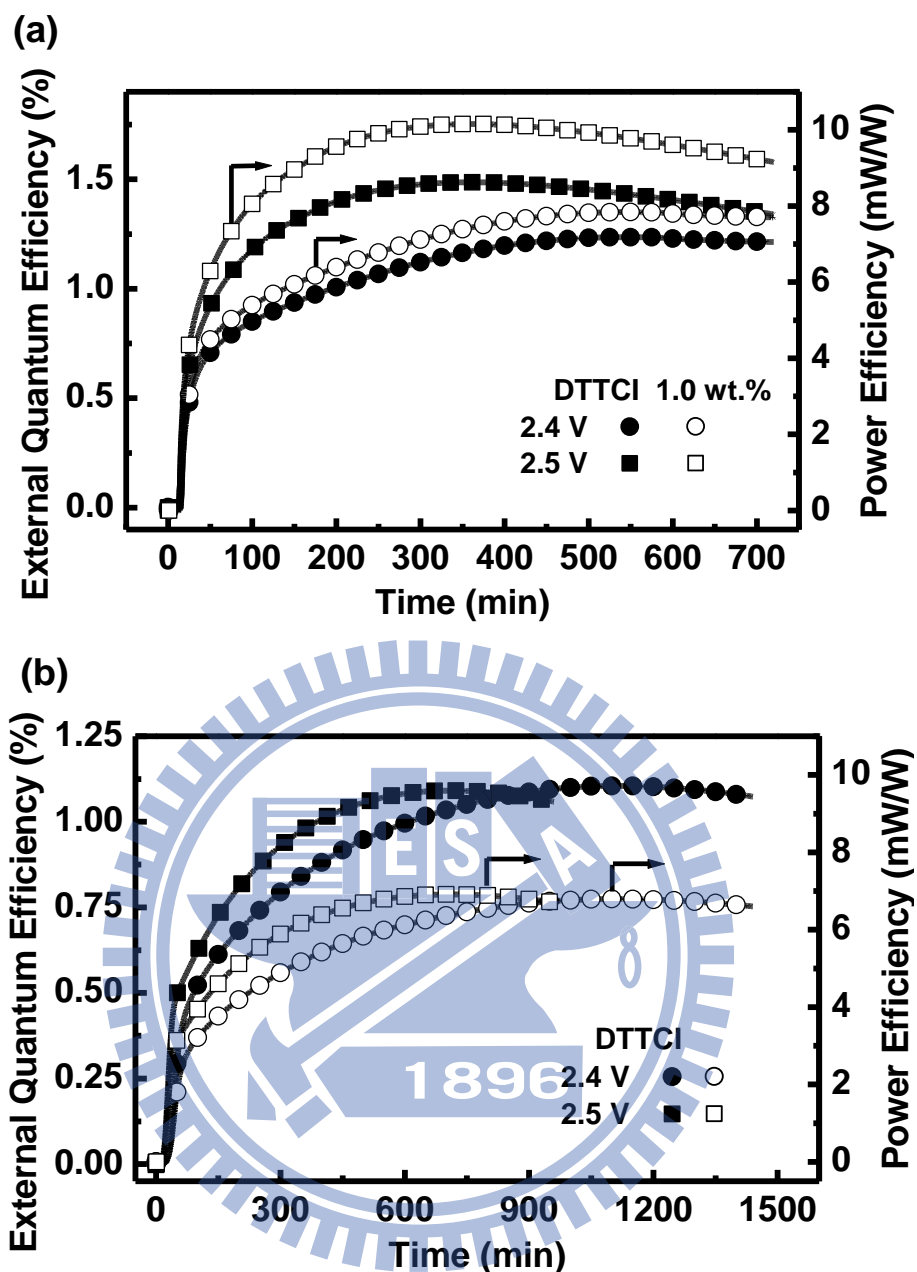 (a)
External Quantum Efficiency (%)
1.5
1.0
0.5
0.0
10
8
6
4
2
0
Power Efficiency (mW/W)
DTTCI 1.0 wt.%
2.4 V
2.5 V
0 100 200 300 400 500 600 700
Time (min)
(b)
External Quantum Efficiency (%)
1.25
1.00
0.75
0.50
0.25
0.00
10
8
6
4
2
0
Power Efficiency (mW/W)
ESA
8
DTTCI
2.4 V
2.5 V
1896
0 300 600 900 1200 1500
Time (min)